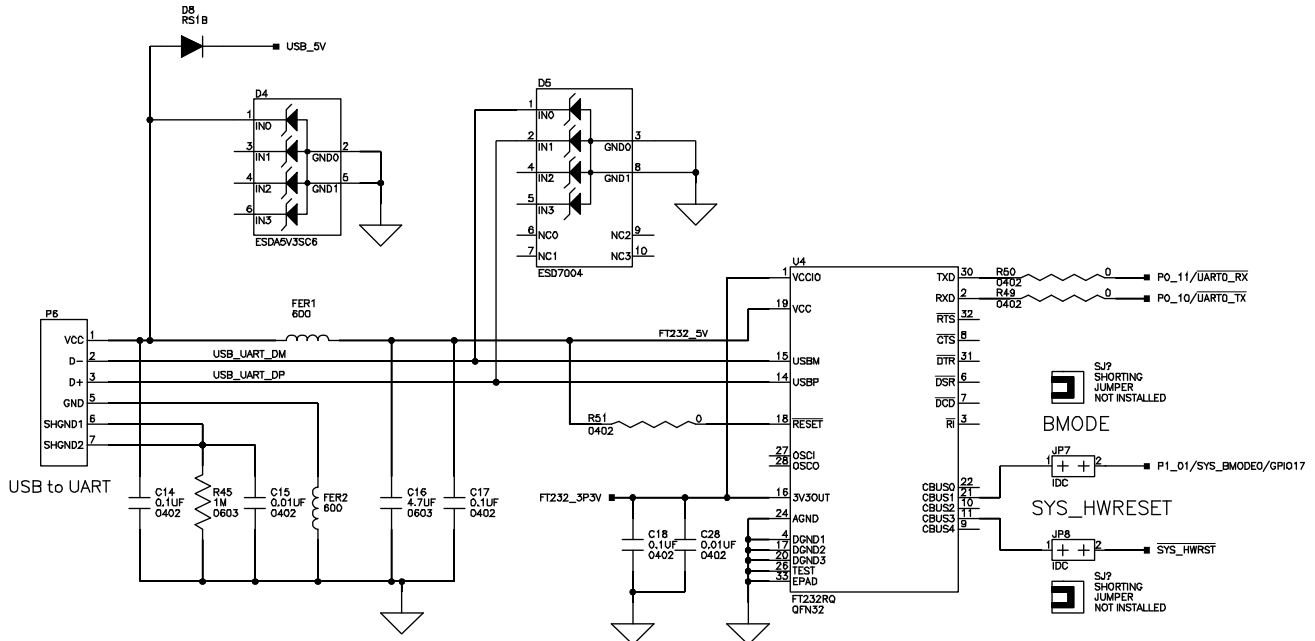 D8
RS1B
USB_5V
D4
1
IN0
3
IN1
GND0
2
4
IN2
GND1
5
6
IN3
ESDA5V3SC6
D5
1
IN0
2
IN1
GND0
3
4
IN2
GND1
8
5
IN3
6
NC0
NC2
9
7
NC1
NC3
10
ESD7004
FER1
600
P6
VCC
1
D-
2
D+
3
GND
5
SHGND1
6
SHGND2
7
USB to UART
USB_UART_DM
USB_UART_DP
FT232_5V
R51
0
0402
C14
0.1UF
0402
R45
1M
0603
C15
0.01UF
0402
FER2
600
C16
4.7UF
0603
C17
0.1UF
0402
FT232_3P3V
C18
0.1UF
0402
C28
0.01UF
0402
U4
1
VCCIO
19
VCC
15
USBM
14
USBP
18
RESET
27
OSCI
28
OSCO
16
3V3OUT
24
AGND
4
DGND1
17
DGND2
20
DGND3
26
TEST
33
EPAD
FT232RQ
QFN32
TXD
30
RXD
2
RTS
32
CTS
8
DTR
31
DSR
6
DCD
7
RI
3
CBUS0
22
CBUS1
21
CBUS2
10
CBUS3
11
CBUS4
9
R50
0
0402
P0_11/UART0_RX
R49
0
0402
P0_10/UART0_TX
SJ?
SHORTING
JUMPER
NOT INSTALLED
BMODE
JP7
1
2
IDC
P1_01/SYS_BMODE0/GPIO17
SYS_HWRESET
JP8
1
2
IDC
SYS_HWRST
SJ?
SHORTING
JUMPER
NOT INSTALLED